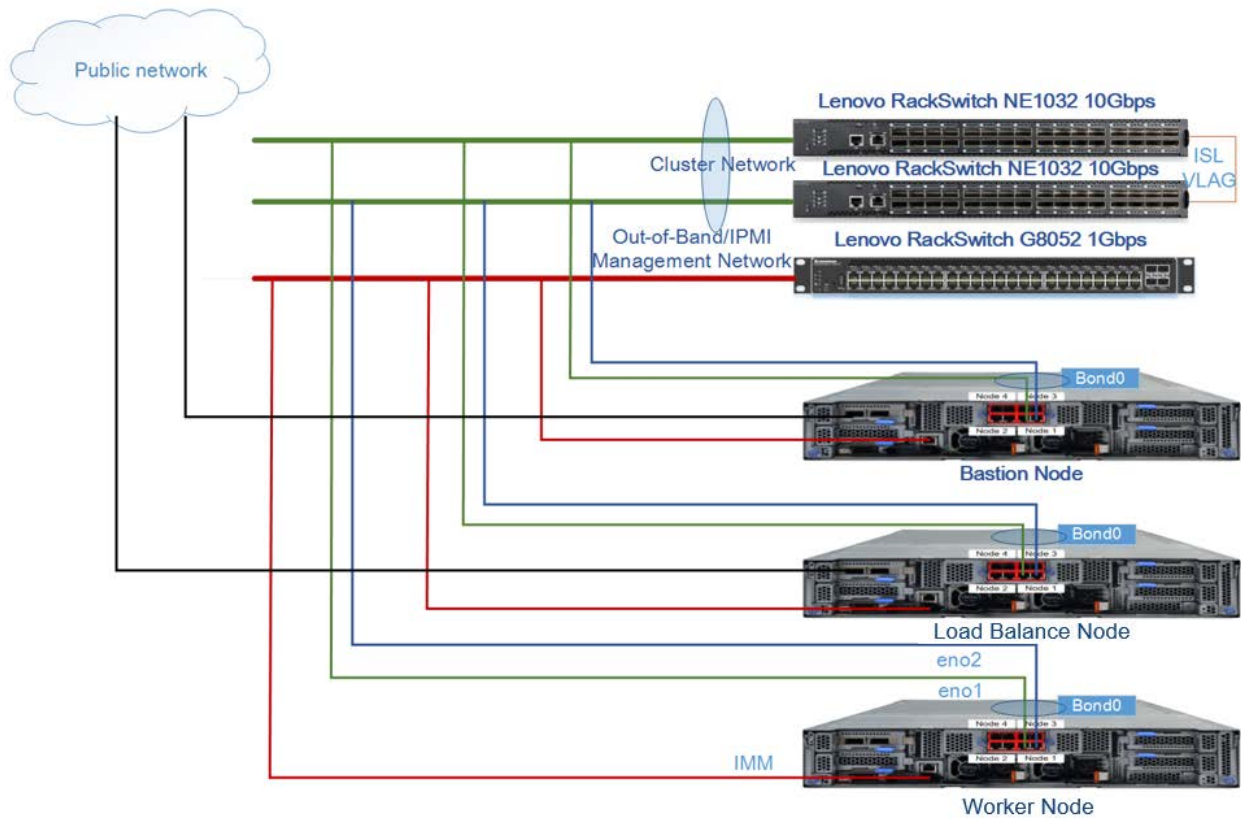 Public network
Lenovo RackSwitch NE1032 10Gbps
Cluster Network
Lenovo RackSwitch NE1032 10Gbps
ISL
VLAG
Out-of-Band/IPMI
Management Network
Lenovo RackSwitch G8052 1Gbps
Bond0
Node 4 Node 3
Node 2 Node 1
Bastion Node
Bond0
Node 4 Node 3
Node 2 Node 1
Load Balance Node
eno2
eno1
Bond0
Node 4 Node 3
Node 2 Node 1
IMM
Worker Node